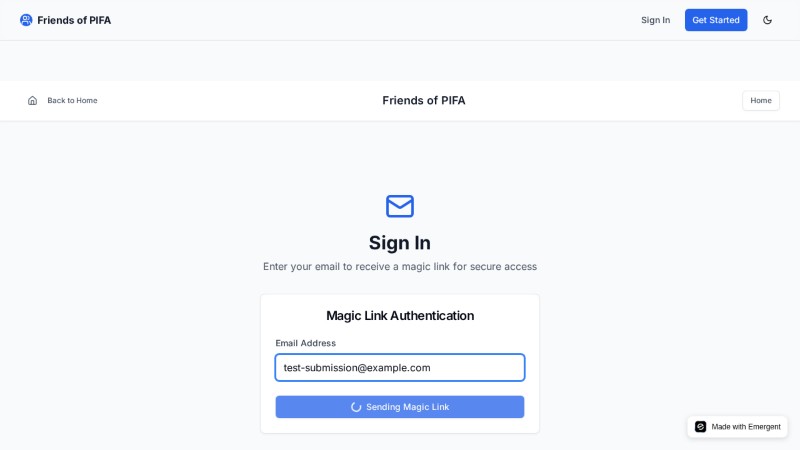 Friends of PIFA
Sign In
Get Started
Back to Home
Friends of PIFA
Home
Sign In
Enter your email to receive a magic link for secure access
Magic Link Authentication
Email Address
test-submission@example.com
Sending Magic Link
Made with Emergent